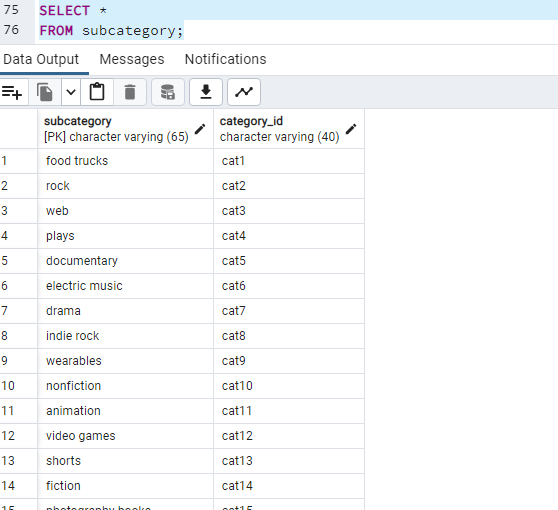 75 SELECT *
76 FROM subcategory;
Data Output Messages Notifications
subcategory category_id
[PK] character varying (65) character varying (40)
1 food trucks cat1
2 rock cat2
3 web cat3
4 plays cat4
5 documentary cat5
6 electric music cat6
7 drama cat7
8 indie rock cat8
9 wearables cat9
10 nonfiction cat10
11 animation cat11
12 video games cat12
13 shorts cat13
14 fiction cat14
15 photography books cat15